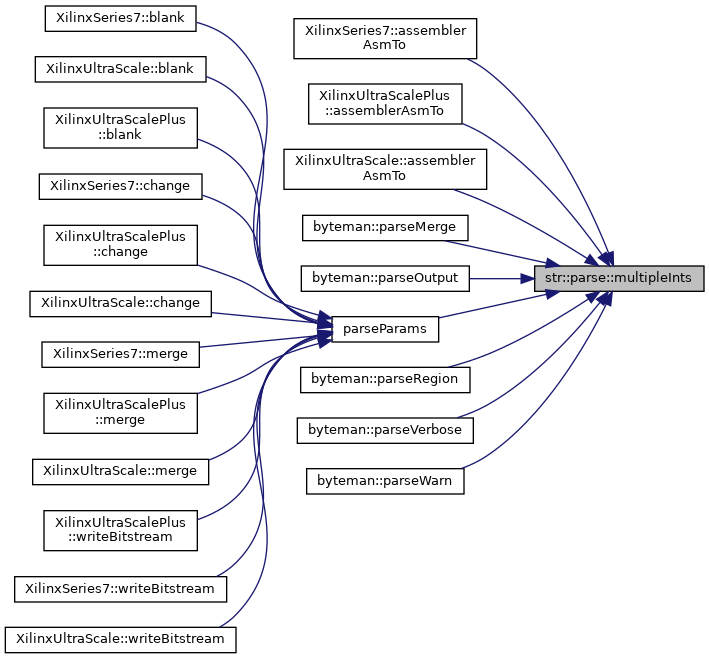 XilinxSeries7::blank
XilinxUltraScale::blank
XilinxUltraScalePlus
::blank
XilinxSeries7::change
XilinxUltraScalePlus
::change
XilinxUltraScale::change
XilinxSeries7::merge
XilinxUltraScalePlus
::merge
XilinxUltraScale::merge
XilinxUltraScalePlus
::writeBitstream
XilinxSeries7::writeBitstream
XilinxUltraScale::writeBitstream
XilinxSeries7::assembler
AsmTo
XilinxUltraScalePlus
::assemblerAsmTo
XilinxUltraScale::assembler
AsmTo
byteman::parseMerge
byteman::parseOutput
parseParams
byteman::parseRegion
byteman::parseVerbose
byteman::parseWarn
str::parse::multipleInts